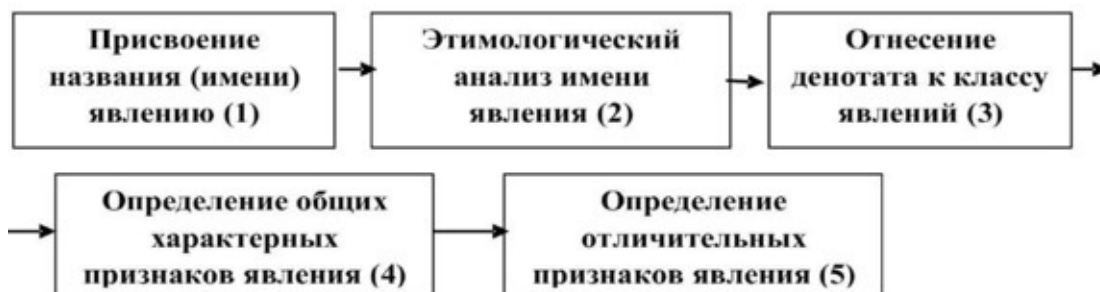 Присвоение
названия (имени)
явлению (1)
Этимологический
анализ имени
явления (2)
Отнесение
денотата к классу
явлений (3)
Определение общих
характерных
признаков явления (4)
Определение
отличительных
признаков явления (5)